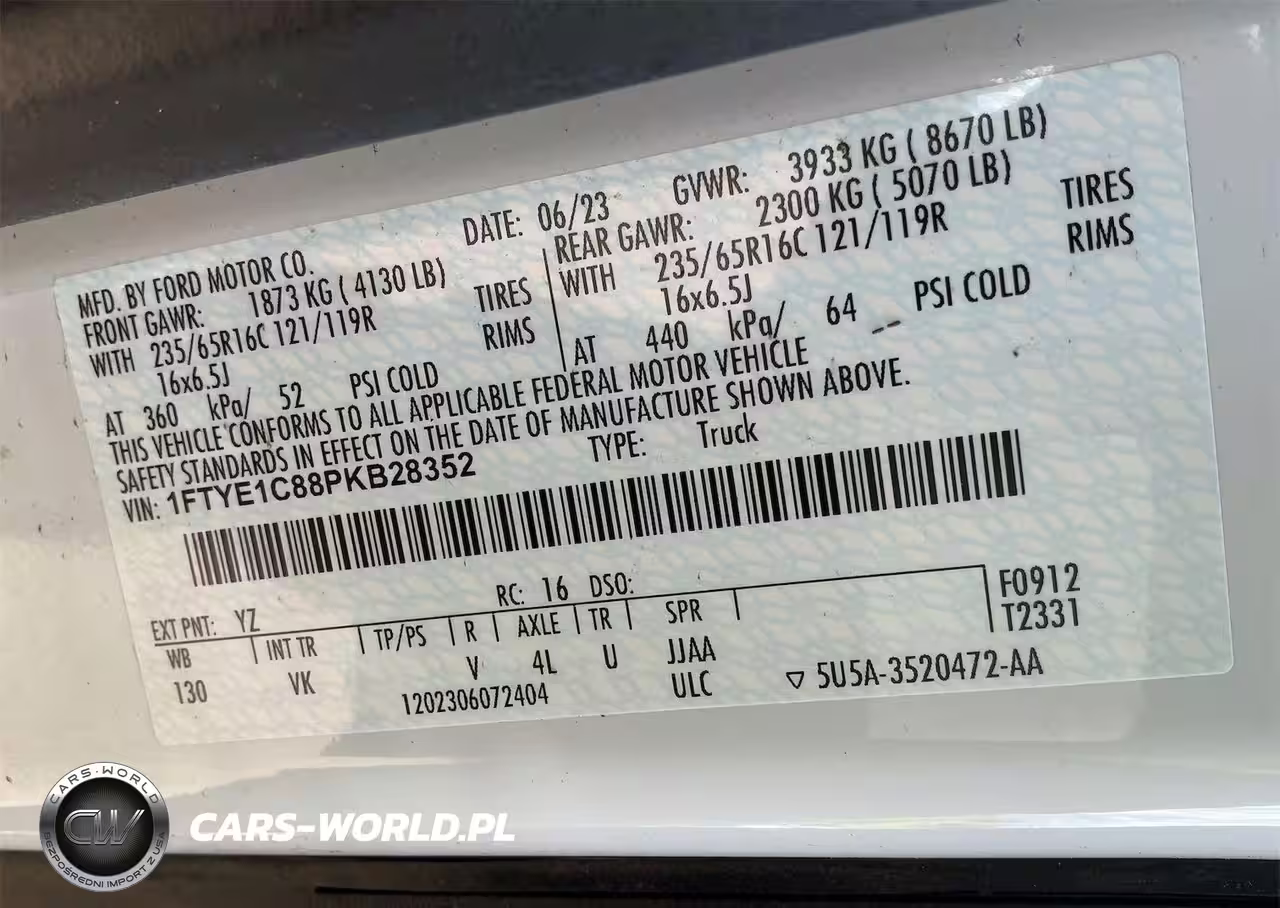 DATE: 06/23 GVWR: 3933 KG ( 8670 LB)
MFD. BY FORD MOTOR CO.
FRONT GAWR: 1873 KG ( 4130 LB)
WITH 235/65R16C 121/119R TIRES
16x6.5J RIMS
AT 360 kPa/ 52 PSI COLD
REAR GAWR: 2300 KG ( 5070 LB)
WITH 235/65R16C 121/119R TIRES
16x6.5J RIMS
AT 440 kPa/ 64 PSI COLD
THIS VEHICLE CONFORMS TO ALL APPLICABLE FEDERAL MOTOR VEHICLE
SAFETY STANDARDS IN EFFECT ON THE DATE OF MANUFACTURE SHOWN ABOVE.
VIN: 1FTYE1C88PKB28352 TYPE: Truck
EXT PNT: YZ RC: 16 DSO:
WB INT TR TP/PS R AXLE TR SPR
130 VK V 4L U JJAA
F0912
T2331
1202306072404 ULC ▽ 5U5A-3520472-AA
CARS-WORLD
CW
BEZPOŚREDNI IMPORT Z USA
CARS-WORLD.PL